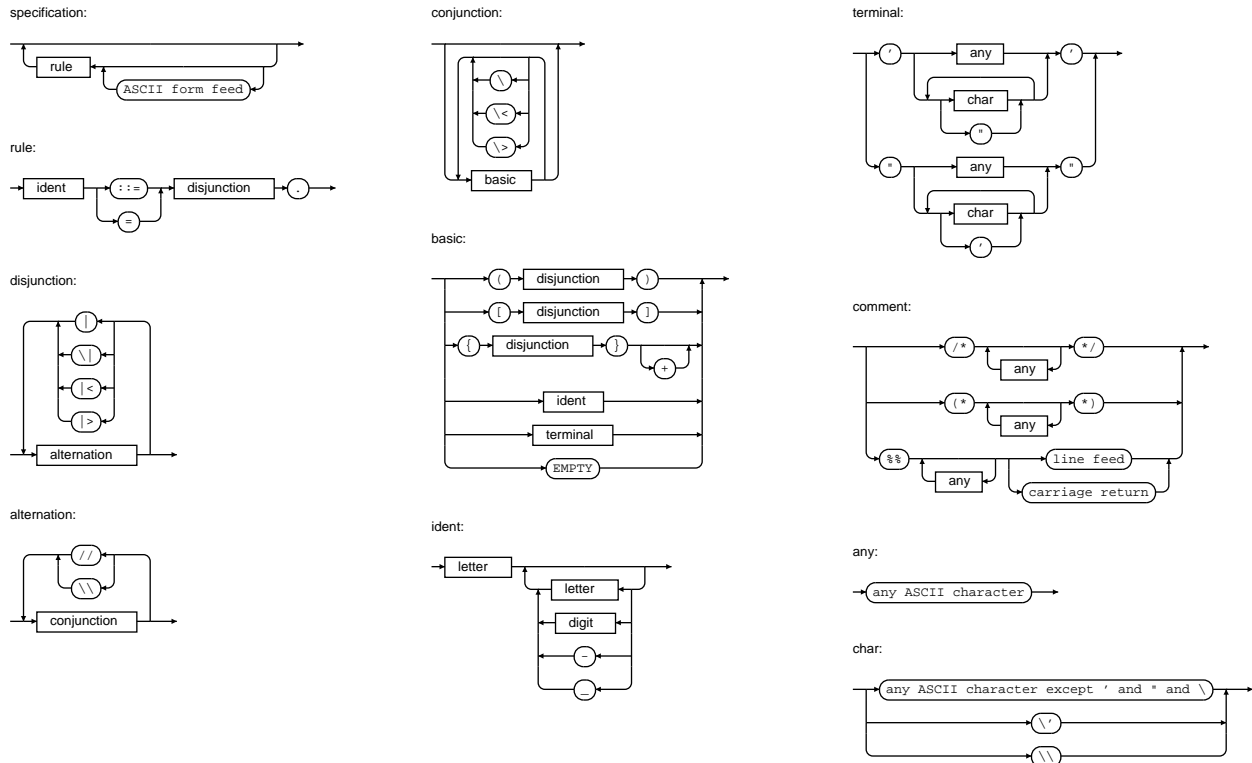 specification:
rule
ASCII form feed
rule:
ident ::= disjunction .
=
disjunction:
|
\|
|<
|>
alternation
alternation:
//
\\
conjunction
conjunction:
\
\<
\>
basic
basic:
( disjunction )
[ disjunction ]
{ disjunction }
+
ident
terminal
EMPTY
ident:
letter
letter
digit
-
_
terminal:
' any '
char
"
" any "
char
'
comment:
/* any */
(* any *)
%% any line feed
carriage return
any:
any ASCII character
char:
any ASCII character except ' and " and \
\'
\\